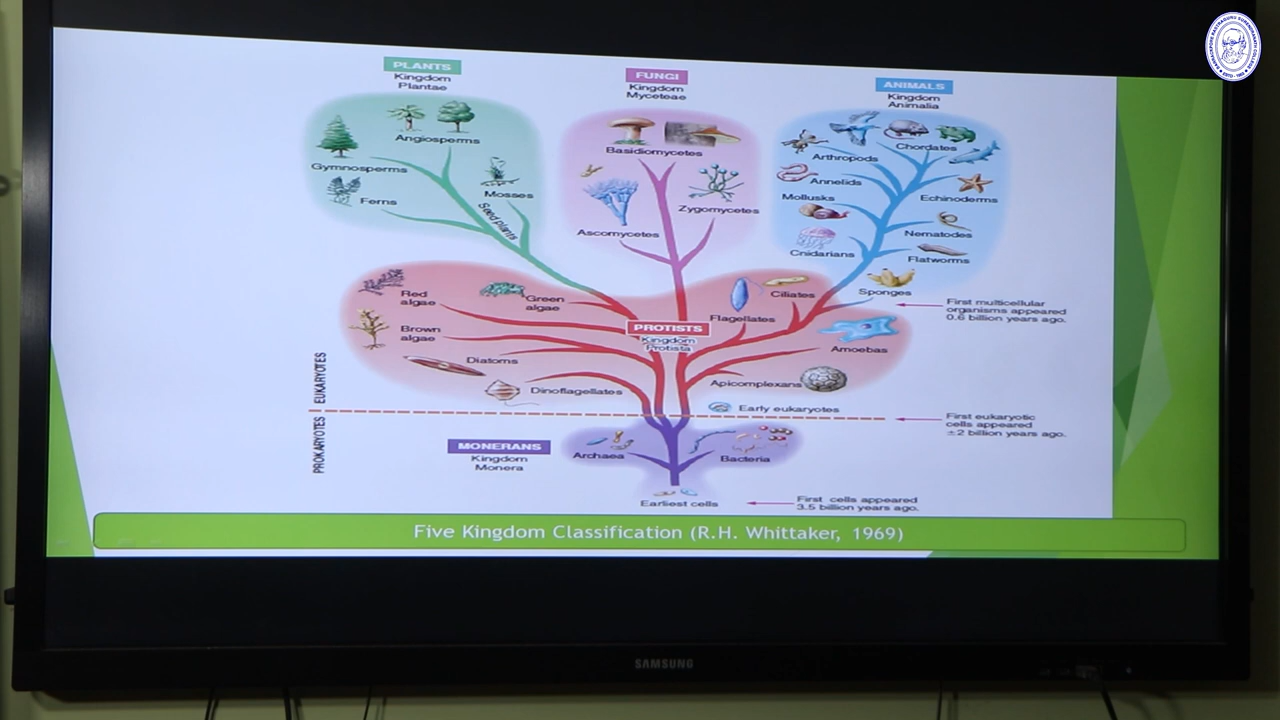 PLANTS
Kingdom
Plantae
FUNGI
Kingdom
Myceteae
ANIMALS
Kingdom
Animalia
Angiosperms
Gymnosperms
Mosses
Ferns
Seed plants
Basidiomycetes
Zygomycetes
Ascomycetes
Chordates
Arthropods
Annelids
Mollusks
Echinoderms
Nematodes
Cnidarians
Flatworms
Sponges
Red
algae
Green
algae
Brown
algae
Diatoms
Dinoflagellates
PROTISTS
Kingdom
Protista
Ciliates
Flagellates
Amoebas
Apicomplexans
First multicellular
organisms appeared
0.6 billion years ago.
EUKARYOTES
Early eukaryotes
First eukaryotic
cells appeared
±2 billion years ago.
PROKARYOTES
MONERANS
Kingdom
Monera
Archaea
Bacteria
Earliest cells
First cells appeared
3.5 billion years ago.
Five Kingdom Classification (R.H. Whittaker, 1969)
SAMSUNG